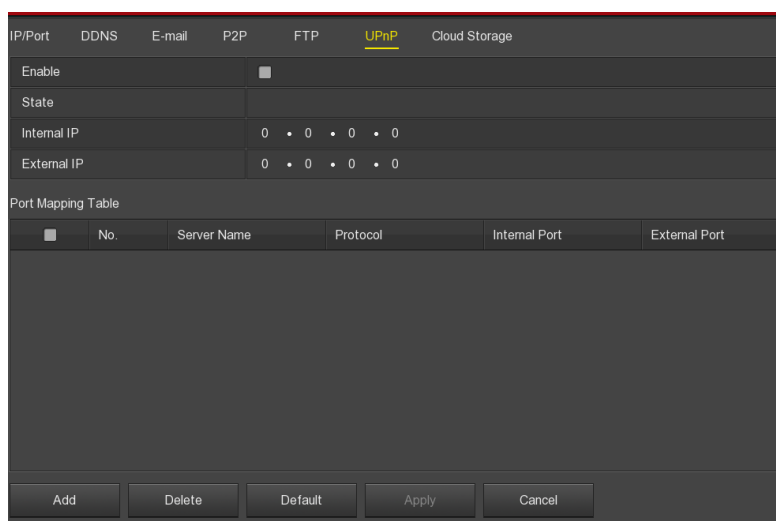 IP/Port DDNS E-mail P2P FTP UPnP Cloud Storage
Enable
State
Internal IP 0 • 0 • 0 • 0
External IP 0 • 0 • 0 • 0
Port Mapping Table
No. Server Name Protocol Internal Port External Port
Add Delete Default Apply Cancel